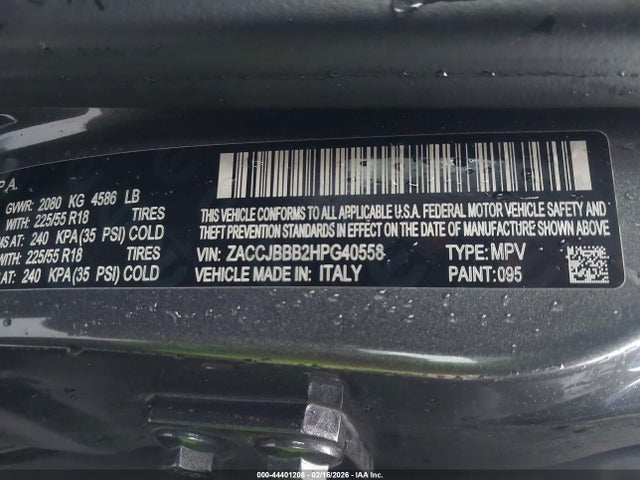 P.A.
GVWR: 2080 KG 4586 LB
WITH: 225/55 R18 TIRES
MS AT: 240 KPA(35 PSI) COLD
WITH: 225/55 R18 TIRES
AT: 240 KPA(35 PSI) COLD
THIS VEHICLE CONFORMS TO ALL APPLICABLE U.S.A. FEDERAL MOTOR VEHICLE SAFETY AND
THEFT PREVENTION STANDARDS IN EFFECT ON THE DATE OF MANUFACTURE SHOWN ABOVE
VIN: ZACCJBBB2HPG40558 TYPE: MPV
VEHICLE MADE IN: ITALY PAINT: 095
000-44401208 - 02/16/2026 - IAA Holdings, LLC